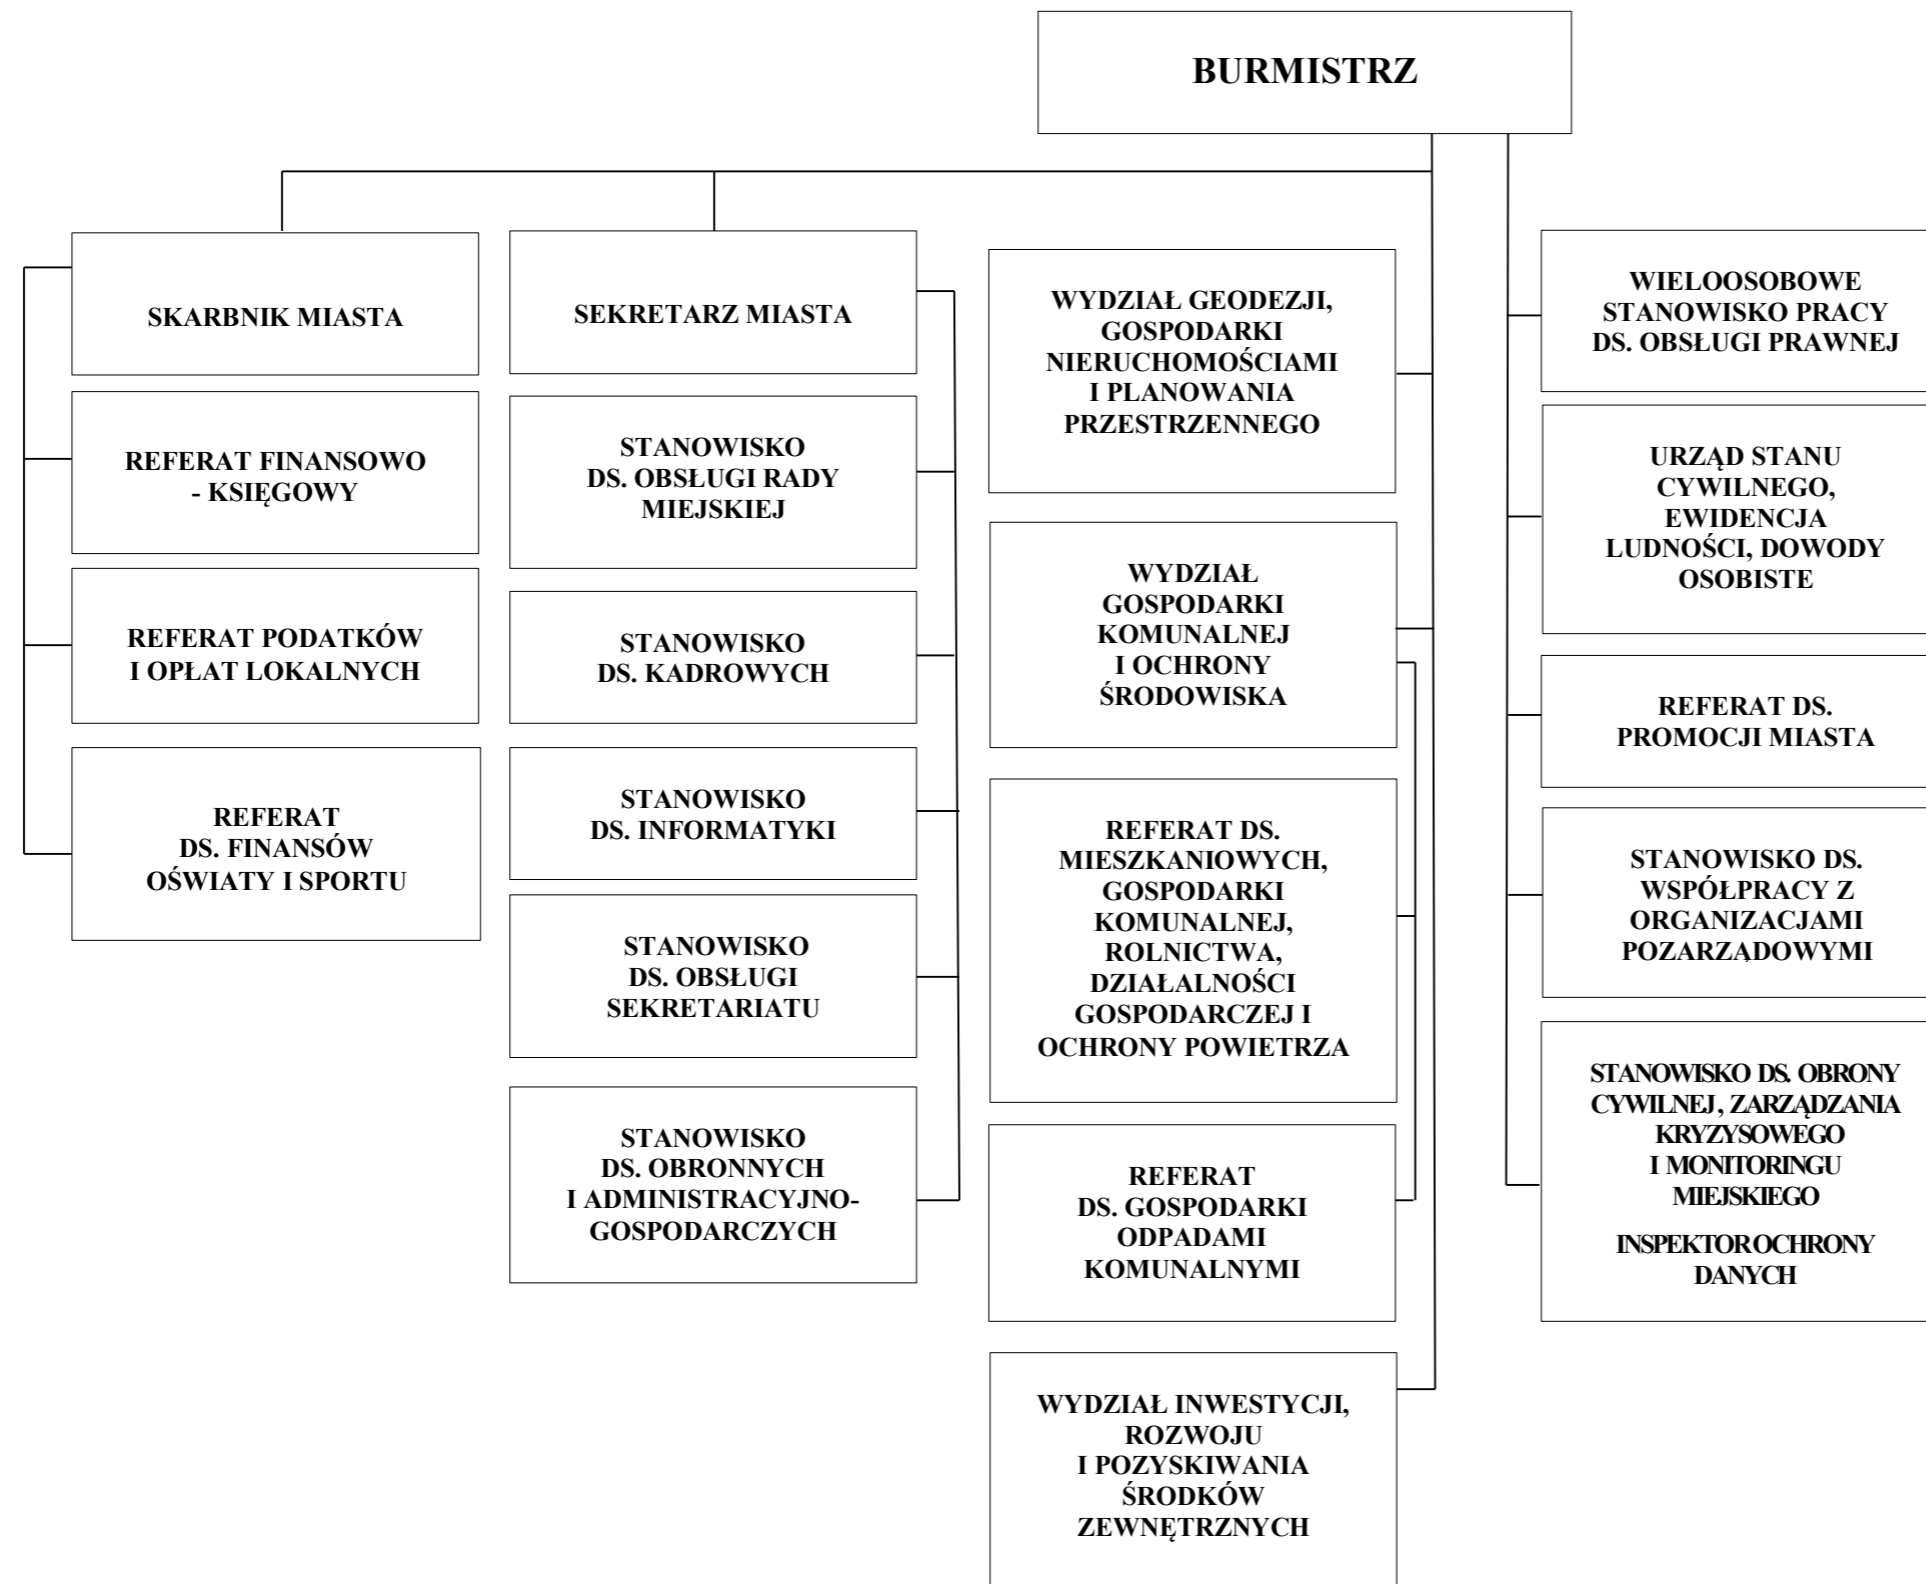 BURMISTRZ
SKARBNIK MIASTA
REFERAT FINANSOWO
- KSIĘGOWY
REFERAT PODATKÓW
I OPŁAT LOKALNYCH
REFERAT
DS. FINANSÓW
OŚWIATY I SPORTU
SEKRETARZ MIASTA
STANOWISKO
DS. OBSŁUGI RADY
MIEJSKIEJ
STANOWISKO
DS. KADROWYCH
STANOWISKO
DS. INFORMATYKI
STANOWISKO
DS. OBSŁUGI
SEKRETARIATU
STANOWISKO
DS. OBRONNYCH
I ADMINISTRACYJNO-
GOSPODARCZYCH
WYDZIAŁ GEODEZJI,
GOSPODARKI
NIERUCHOMOŚCIAMI
I PLANOWANIA
PRZESTRZENNEGO
WYDZIAŁ
GOSPODARKI
KOMUNALNEJ
I OCHRONY
ŚRODOWISKA
REFERAT DS.
MIESZKANIOWYCH,
GOSPODARKI
KOMUNALNEJ,
ROLNICTWA,
DZIAŁALNOŚCI
GOSPODARCZEJ I
OCHRONY POWIETRZA
REFERAT
DS. GOSPODARKI
ODPADAMI
KOMUNALNYMI
WYDZIAŁ INWESTYCJI,
ROZWOJU
I POZYSKIWANIA
ŚRODKÓW
ZEWNĘTRZNYCH
WIELOOSOBOWE
STANOWISKO PRACY
DS. OBSŁUGI PRAWNEJ
URZĄD STANU
CYWILNEGO,
EWIDENCJA
LUDNOŚCI, DOWODY
OSOBISTE
REFERAT DS.
PROMOCJI MIASTA
STANOWISKO DS.
WSPÓŁPRACY Z
ORGANIZACJAMI
POZARZĄDOWYMI
STANOWISKO DS. OBRONY
CYWILNEJ, ZARZĄDZANIA
KRYZYSOWEGO
I MONITORINGU
MIEJSKIEGO
INSPEKTOR OCHRONY
DANYCH